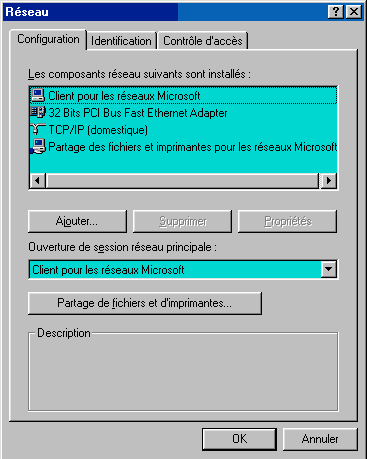 Réseau
Configuration
Identification
Contrôle d'accès
Les composants réseau suivants sont installés :
Client pour les réseaux Microsoft
32 Bits PCI Bus Fast Ethernet Adapter
TCP/IP (domestique)
Partage des fichiers et imprimantes pour les réseaux Microsoft
Ajouter...
Supprimer
Propriétés
Ouverture de session réseau principale :
Client pour les réseaux Microsoft
Partage de fichiers et d'imprimantes...
Description
OK
Annuler